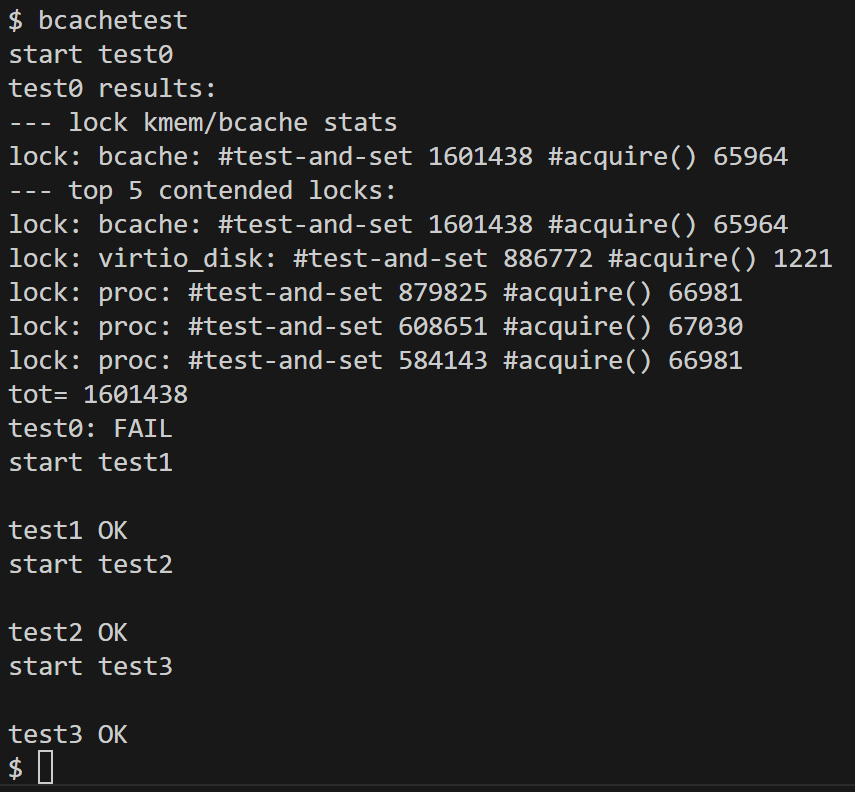 $ bcachetest
start test0
test0 results:
--- lock kmem/bcache stats
lock: bcache: #test-and-set 1601438 #acquire() 65964
--- top 5 contended locks:
lock: bcache: #test-and-set 1601438 #acquire() 65964
lock: virtio_disk: #test-and-set 886772 #acquire() 1221
lock: proc: #test-and-set 879825 #acquire() 66981
lock: proc: #test-and-set 608651 #acquire() 67030
lock: proc: #test-and-set 584143 #acquire() 66981
tot= 1601438
test0: FAIL
start test1
test1 OK
start test2
test2 OK
start test3
test3 OK
$